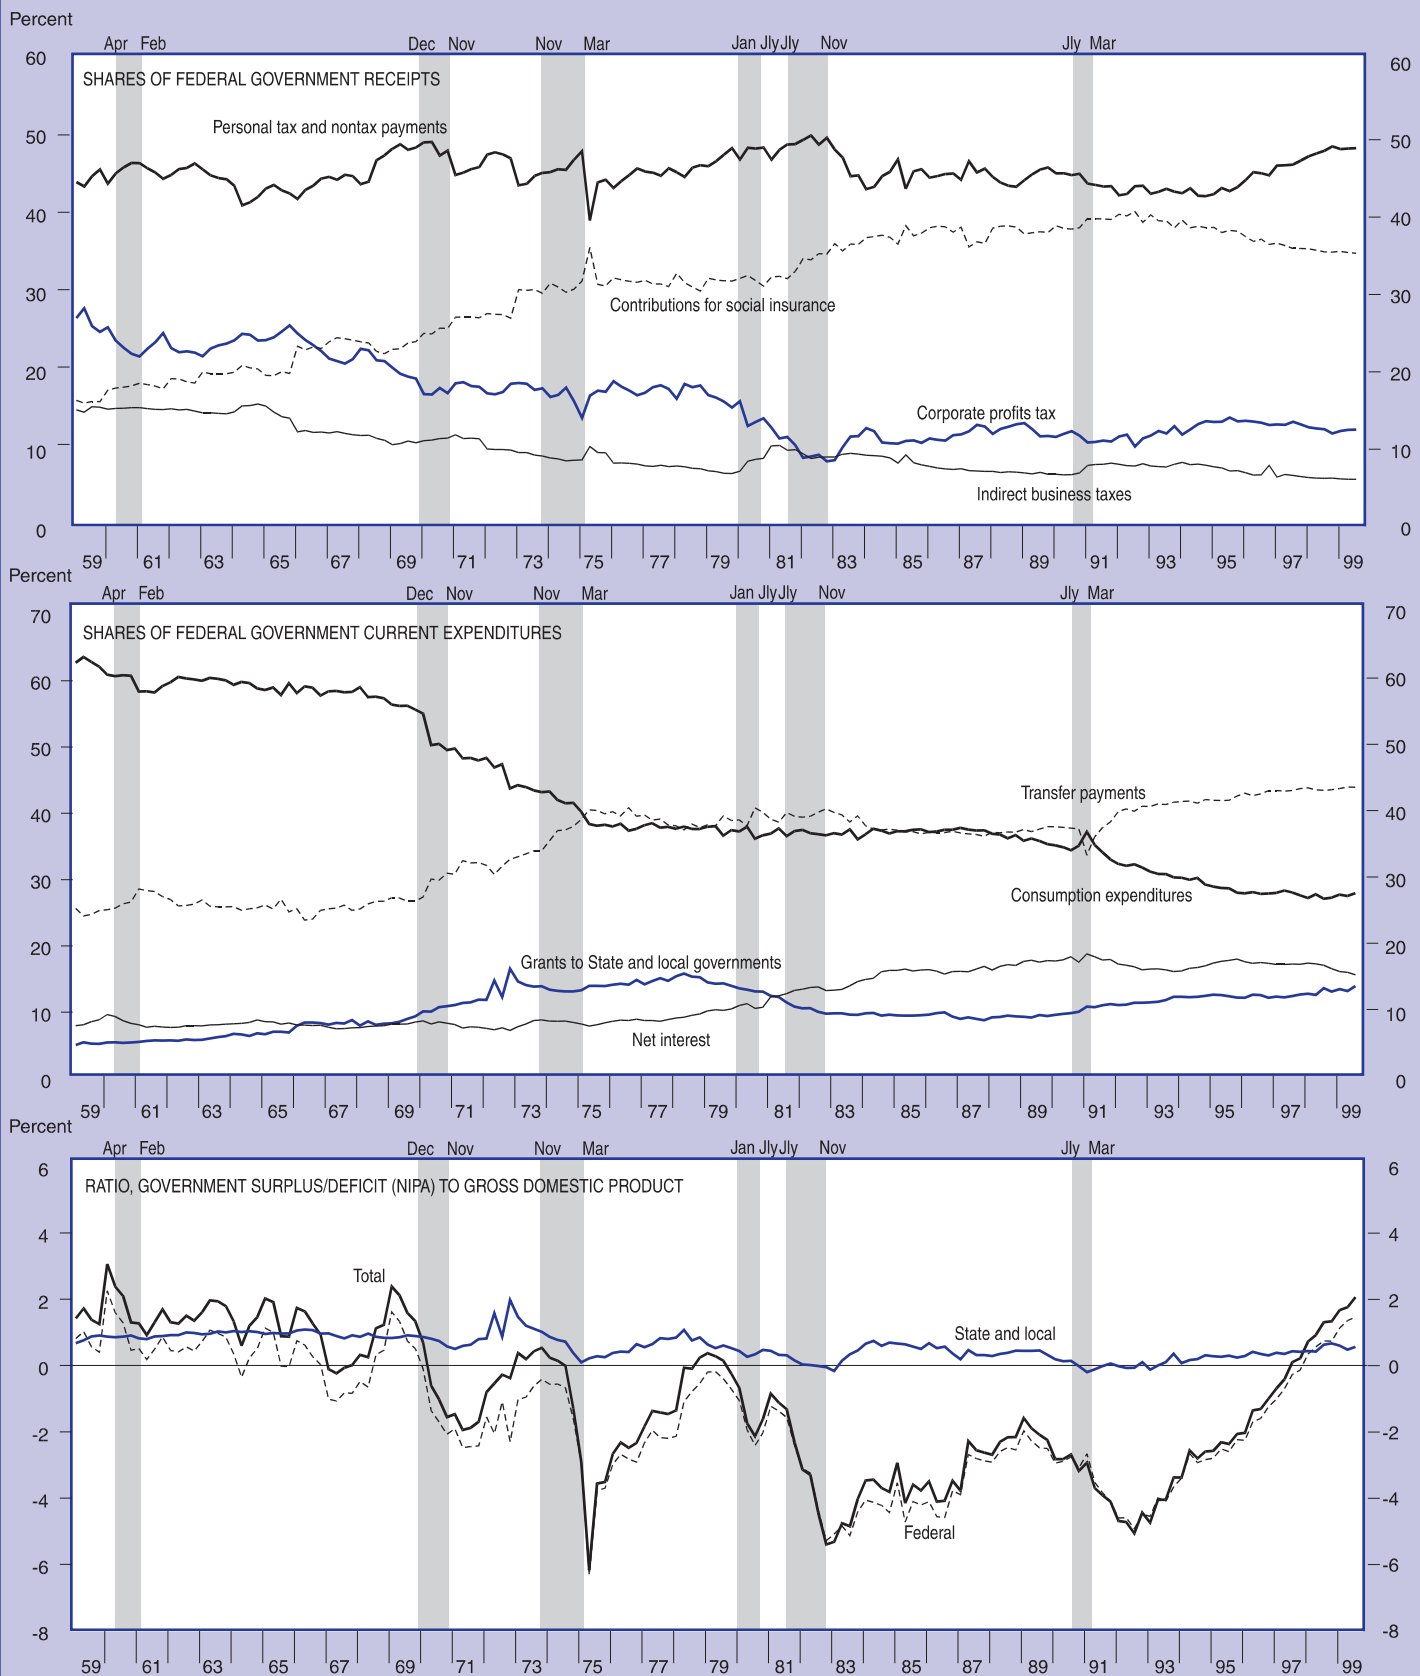 Percent
Apr Feb Dec Nov Nov Mar Jan Jly Jly Nov Jly Mar
60 60
SHARES OF FEDERAL GOVERNMENT RECEIPTS
Personal tax and nontax payments
50 50
40 40
30 30
Contributions for social insurance
20 20
Corporate profits tax
10 10
Indirect business taxes
0 0
59 61 63 65 67 69 71 73 75 77 79 81 83 85 87 89 91 93 95 97 99
Percent
Apr Feb Dec Nov Nov Mar Jan Jly Jly Nov Jly Mar
70 70
SHARES OF FEDERAL GOVERNMENT CURRENT EXPENDITURES
60 60
50 50
Transfer payments
40 40
30 30
Consumption expenditures
20 20
Grants to State and local governments
10 10
Net interest
0 0
59 61 63 65 67 69 71 73 75 77 79 81 83 85 87 89 91 93 95 97 99
Percent
Apr Feb Dec Nov Nov Mar Jan Jly Jly Nov Jly Mar
6 6
RATIO, GOVERNMENT SURPLUS/DEFICIT (NIPA) TO GROSS DOMESTIC PRODUCT
4 4
Total
2 2
State and local
0 0
-2 -2
-4 -4
Federal
-6 -6
-8 -8
59 61 63 65 67 69 71 73 75 77 79 81 83 85 87 89 91 93 95 97 99